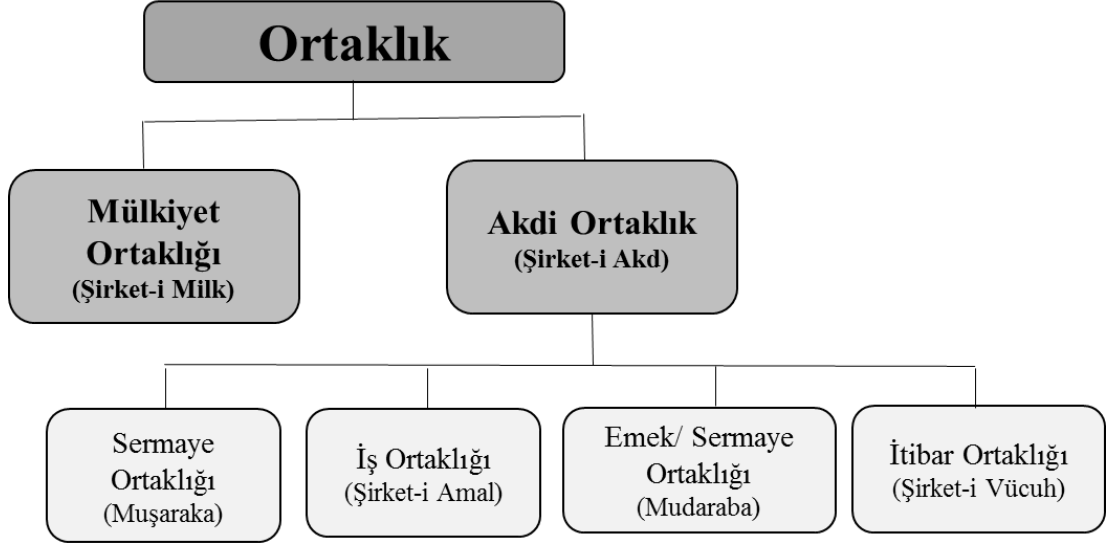 Ortaklık
Mülkiyet
Ortaklığı
(Şirket-i Milk)
Akdi Ortaklık
(Şirket-i Akd)
Sermaye
Ortaklığı
(Muşaraka)
İş Ortaklığı
(Şirket-i Amal)
Emek/ Sermaye
Ortaklığı
(Mudaraba)
İtibar Ortaklığı
(Şirket-i Vücuh)